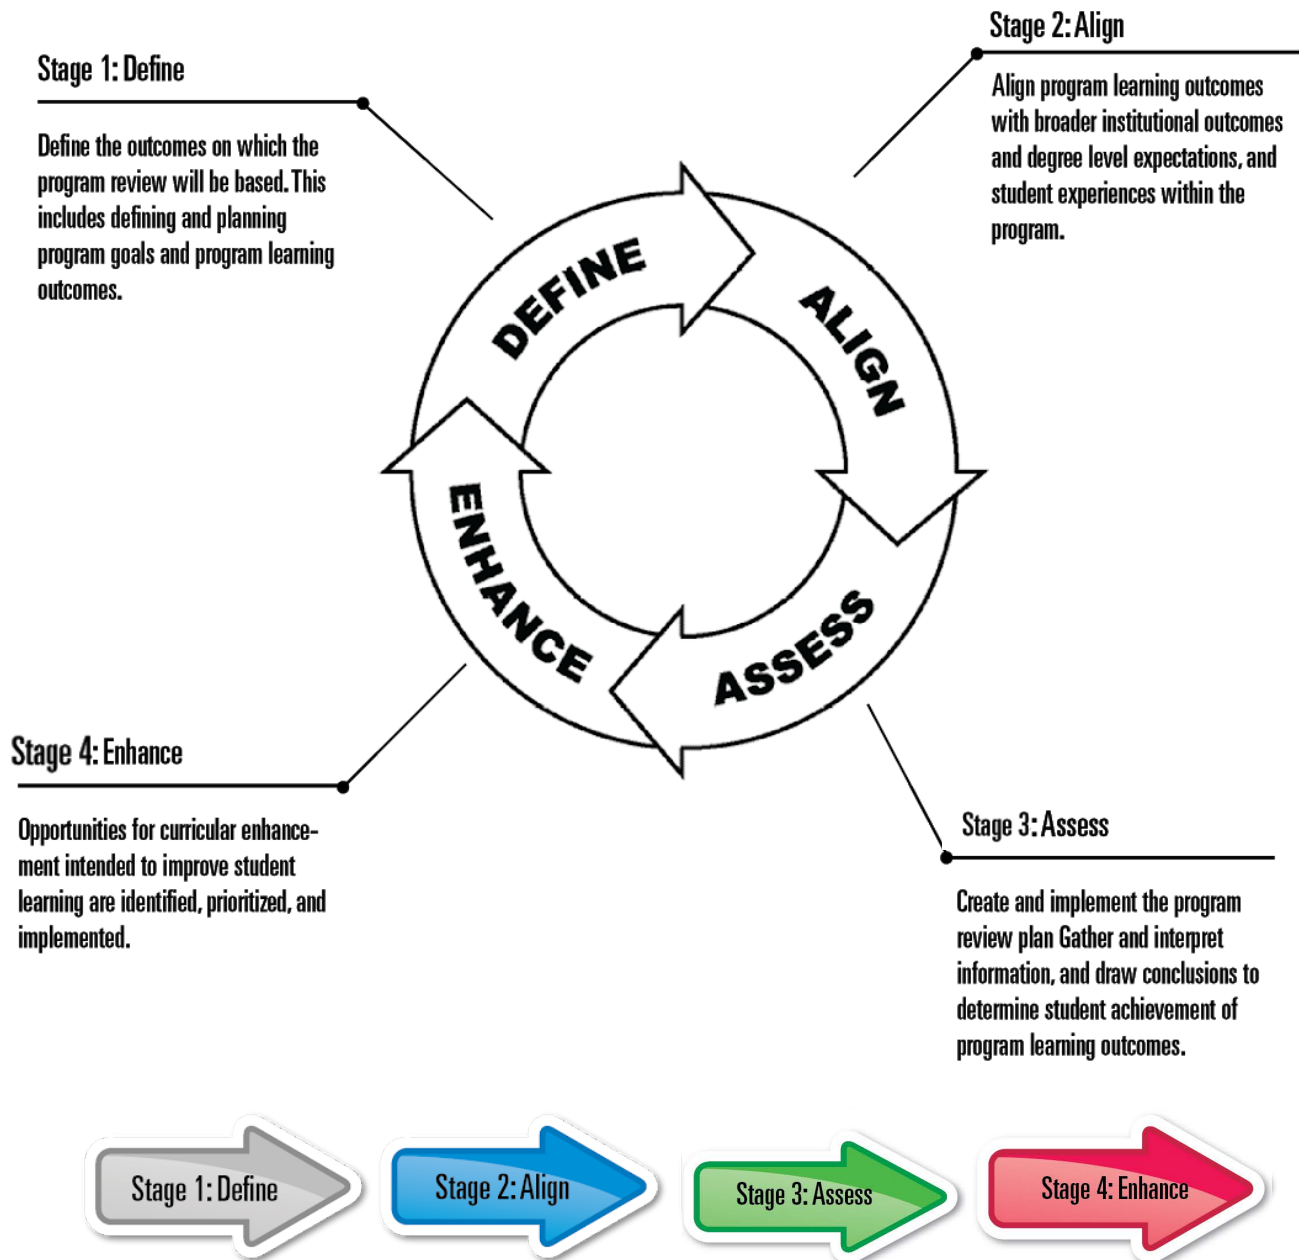 Stage 1: Define
Define the outcomes on which the
program review will be based. This
includes defining and planning
program goals and program learning
outcomes.
Stage 2: Align
Align program learning outcomes
with broader institutional outcomes
and degree level expectations, and
student experiences within the
program.
DEFINE
ALIGN
ASSESS
ENHANCE
Stage 4: Enhance
Opportunities for curricular enhance-
ment intended to improve student
learning are identified, prioritized, and
implemented.
Stage 3: Assess
Create and implement the program
review plan Gather and interpret
information, and draw conclusions to
determine student achievement of
program learning outcomes.
Stage 1: Define
Stage 2: Align
Stage 3: Assess
Stage 4: Enhance